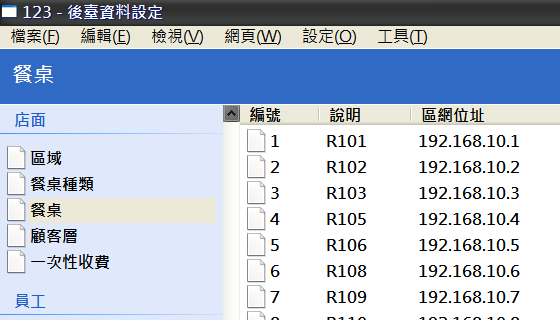 123 - 後臺資料設定
檔案(F) 編輯(E) 檢視(V) 網頁(W) 設定(O) 工具(T)
餐桌
店面
區域
餐桌種類
餐桌
顧客層
一次性收費
員工
編號 說明 區網位址
1 R101 192.168.10.1
2 R102 192.168.10.2
3 R103 192.168.10.3
4 R105 192.168.10.4
5 R106 192.168.10.5
6 R108 192.168.10.6
7 R109 192.168.10.7